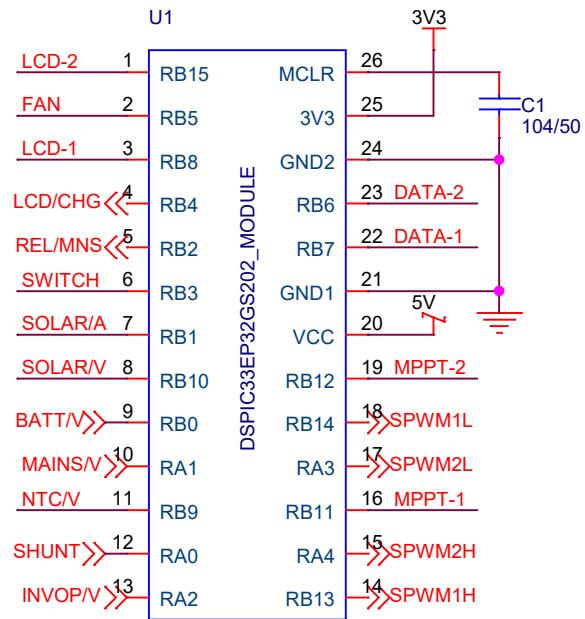 U1
3V3
LCD-2 1 RB15 MCLR 26
FAN 2 RB5 3V3 25
C1
104/50
LCD-1 3 RB8 GND2 24
LCD/CHG 4 RB4 RB6 23 DATA-2
REL/MNS 5 RB2 RB7 22 DATA-1
SWITCH 6 RB3 GND1 21
5V
SOLAR/A 7 RB1 VCC 20
SOLAR/V 8 RB10 RB12 19 MPPT-2
BATT/V 9 RB0 RB14 18 SPWM1L
MAINS/V 10 RA1 RA3 17 SPWM2L
NTC/V 11 RB9 RB11 16 MPPT-1
SHUNT 12 RA0 RA4 15 SPWM2H
INVOP/V 13 RA2 RB13 14 SPWM1H
DSPIC33EP32GS202_MODULE